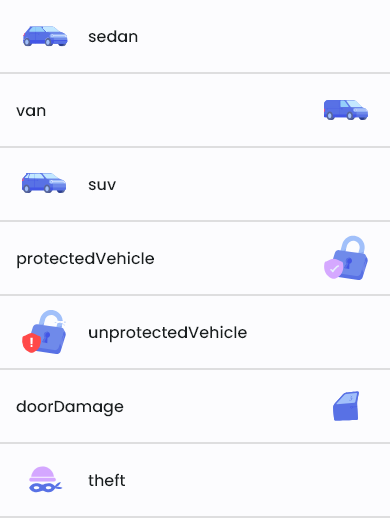 sedan
van
suv
protectedVehicle
unprotectedVehicle
doorDamage
theft